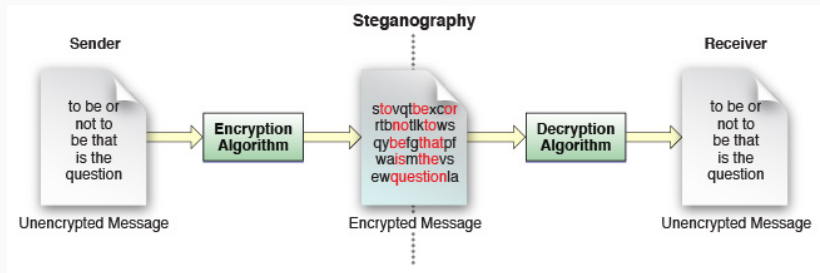 Steganography
Sender
Receiver
to be or
not to
be that
is the
question
Encryption
Algorithm
stovqtbexcor
rtbnotlktows
qybefgthatpf
waismthevs
ewquestionla
Decryption
Algorithm
to be or
not to
be that
is the
question
Unencrypted Message
Encrypted Message
Unencrypted Message